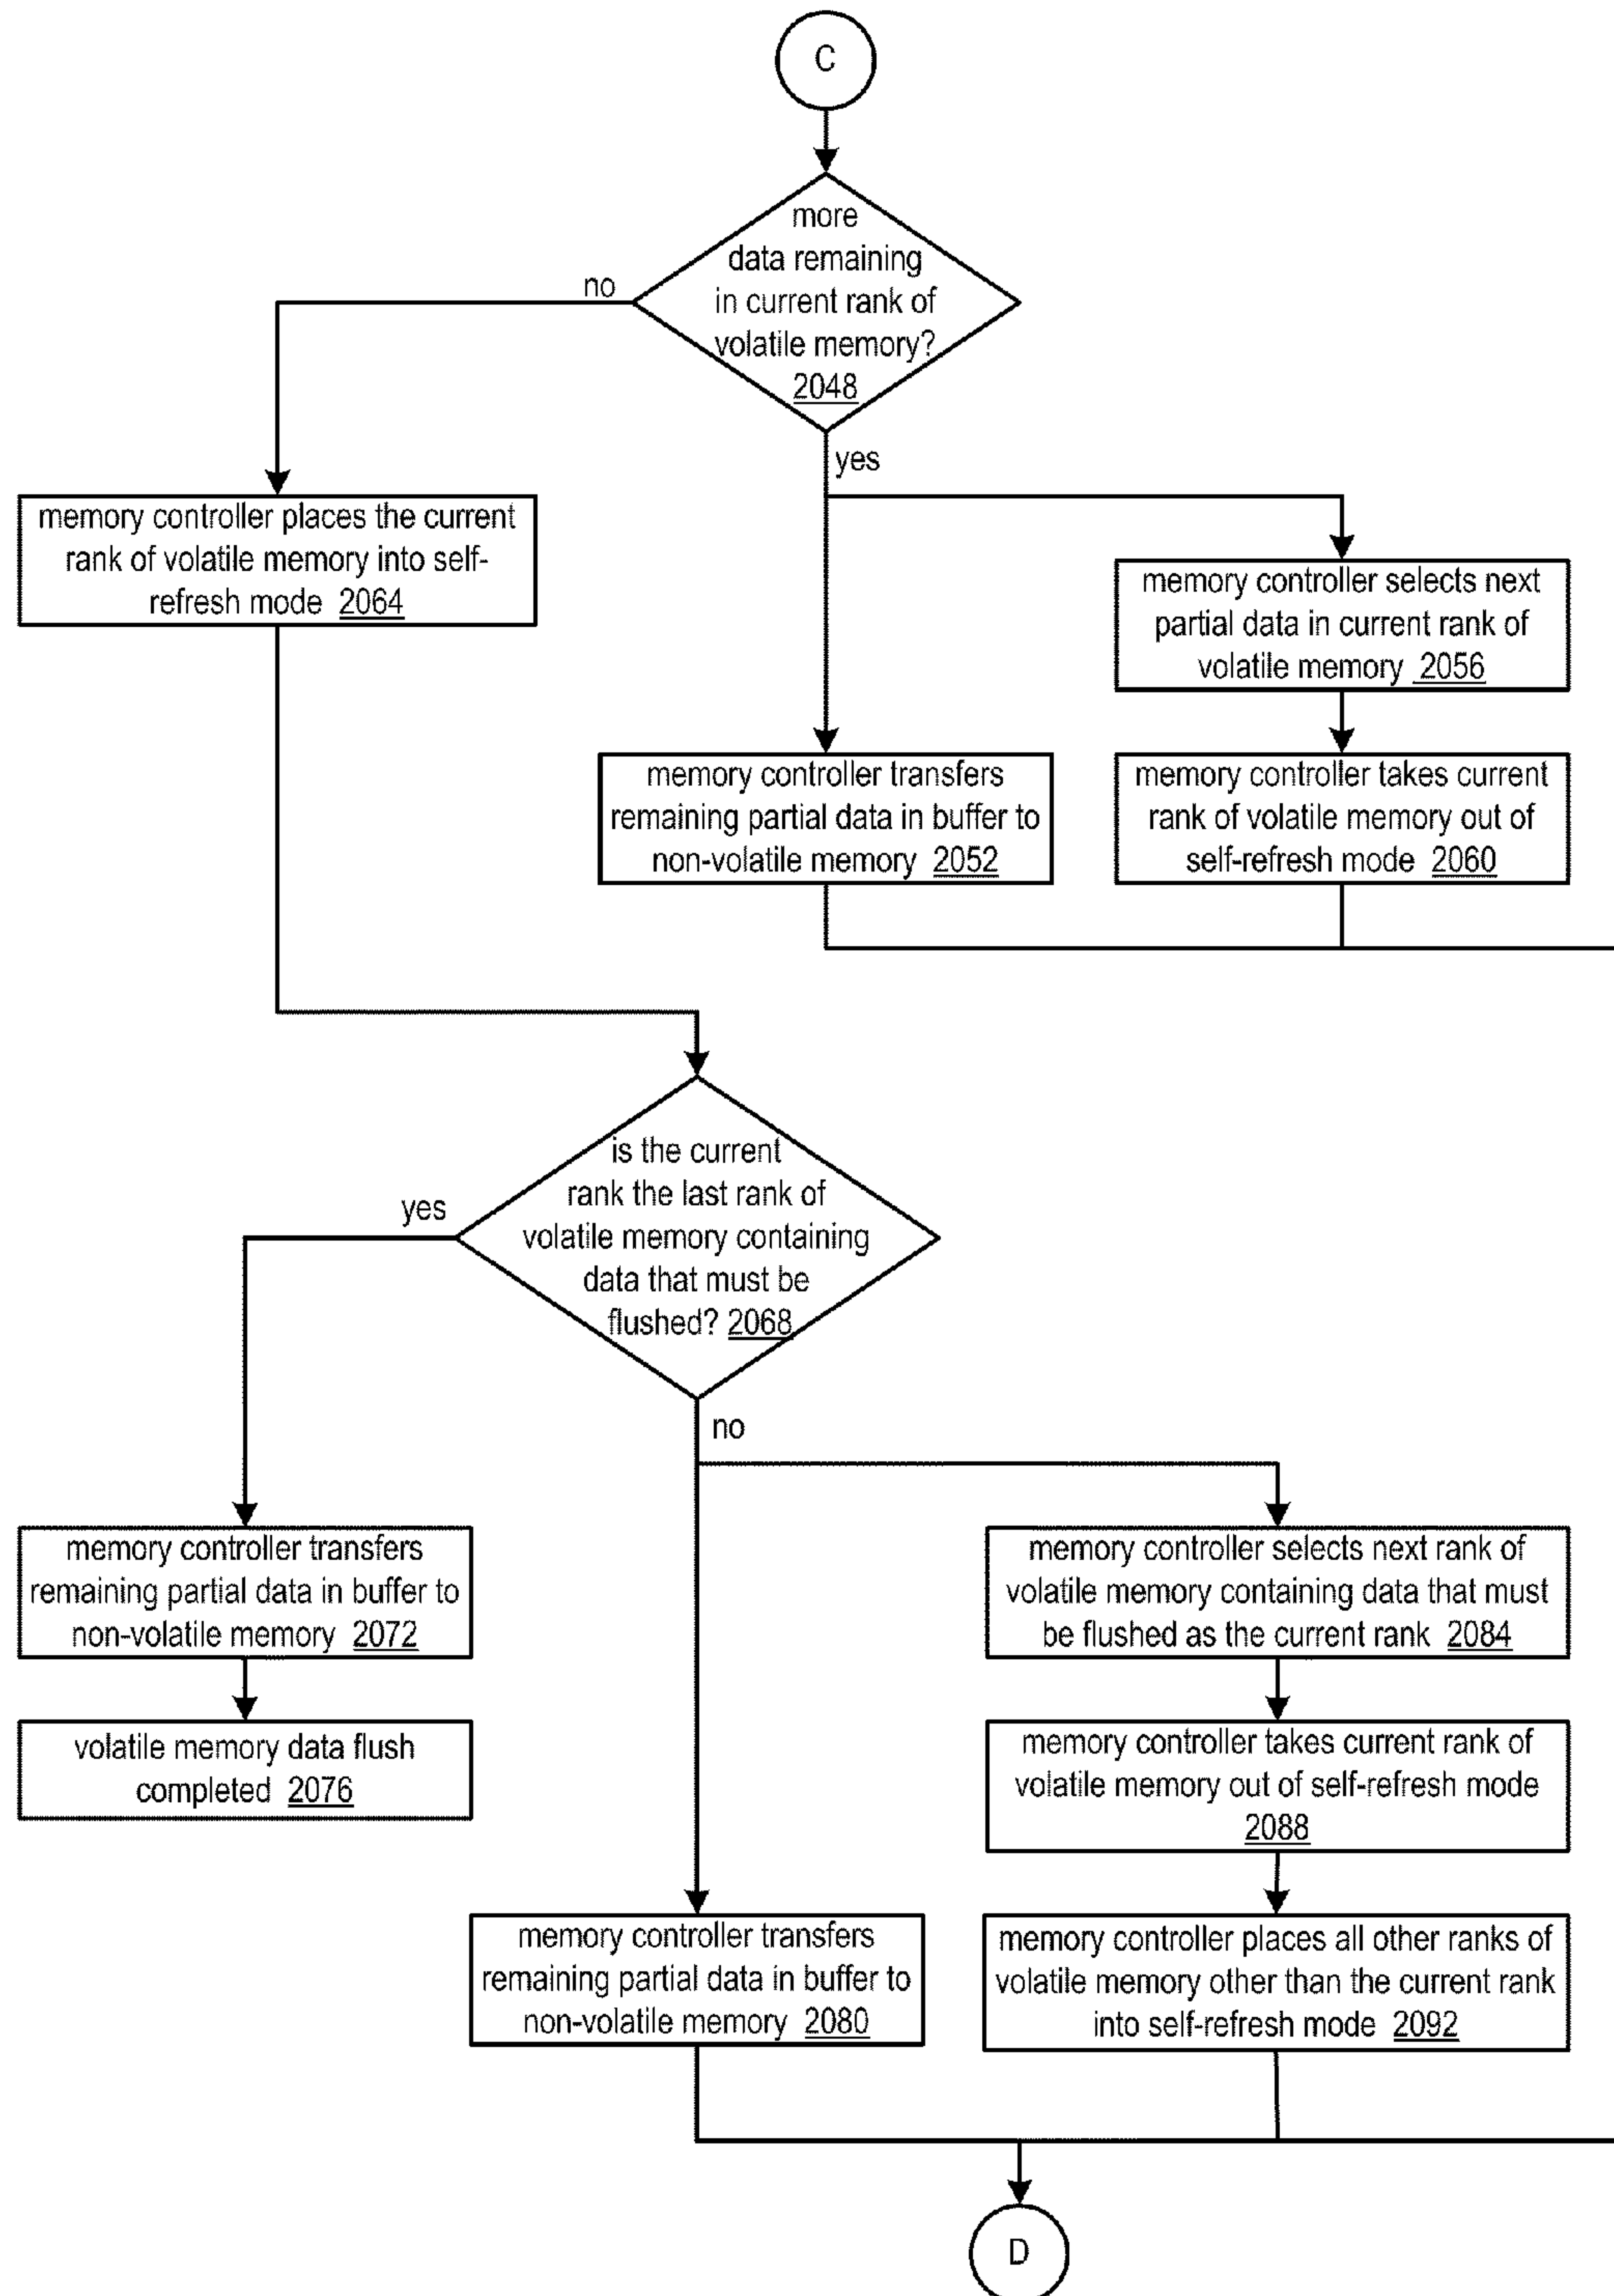 C
more
data remaining
in current rank of
volatile memory?
2048
no
yes
memory controller places the current
rank of volatile memory into self-
refresh mode 2064
memory controller selects next
partial data in current rank of
volatile memory 2056
memory controller transfers
remaining partial data in buffer to
non-volatile memory 2052
memory controller takes current
rank of volatile memory out of
self-refresh mode 2060
is the current
rank the last rank of
volatile memory containing
data that must be
flushed? 2068
yes
no
memory controller transfers
remaining partial data in buffer to
non-volatile memory 2072
memory controller selects next rank of
volatile memory containing data that must
be flushed as the current rank 2084
volatile memory data flush
completed 2076
memory controller takes current rank of
volatile memory out of self-refresh mode
2088
memory controller transfers
remaining partial data in buffer to
non-volatile memory 2080
memory controller places all other ranks of
volatile memory other than the current rank
into self-refresh mode 2092
D